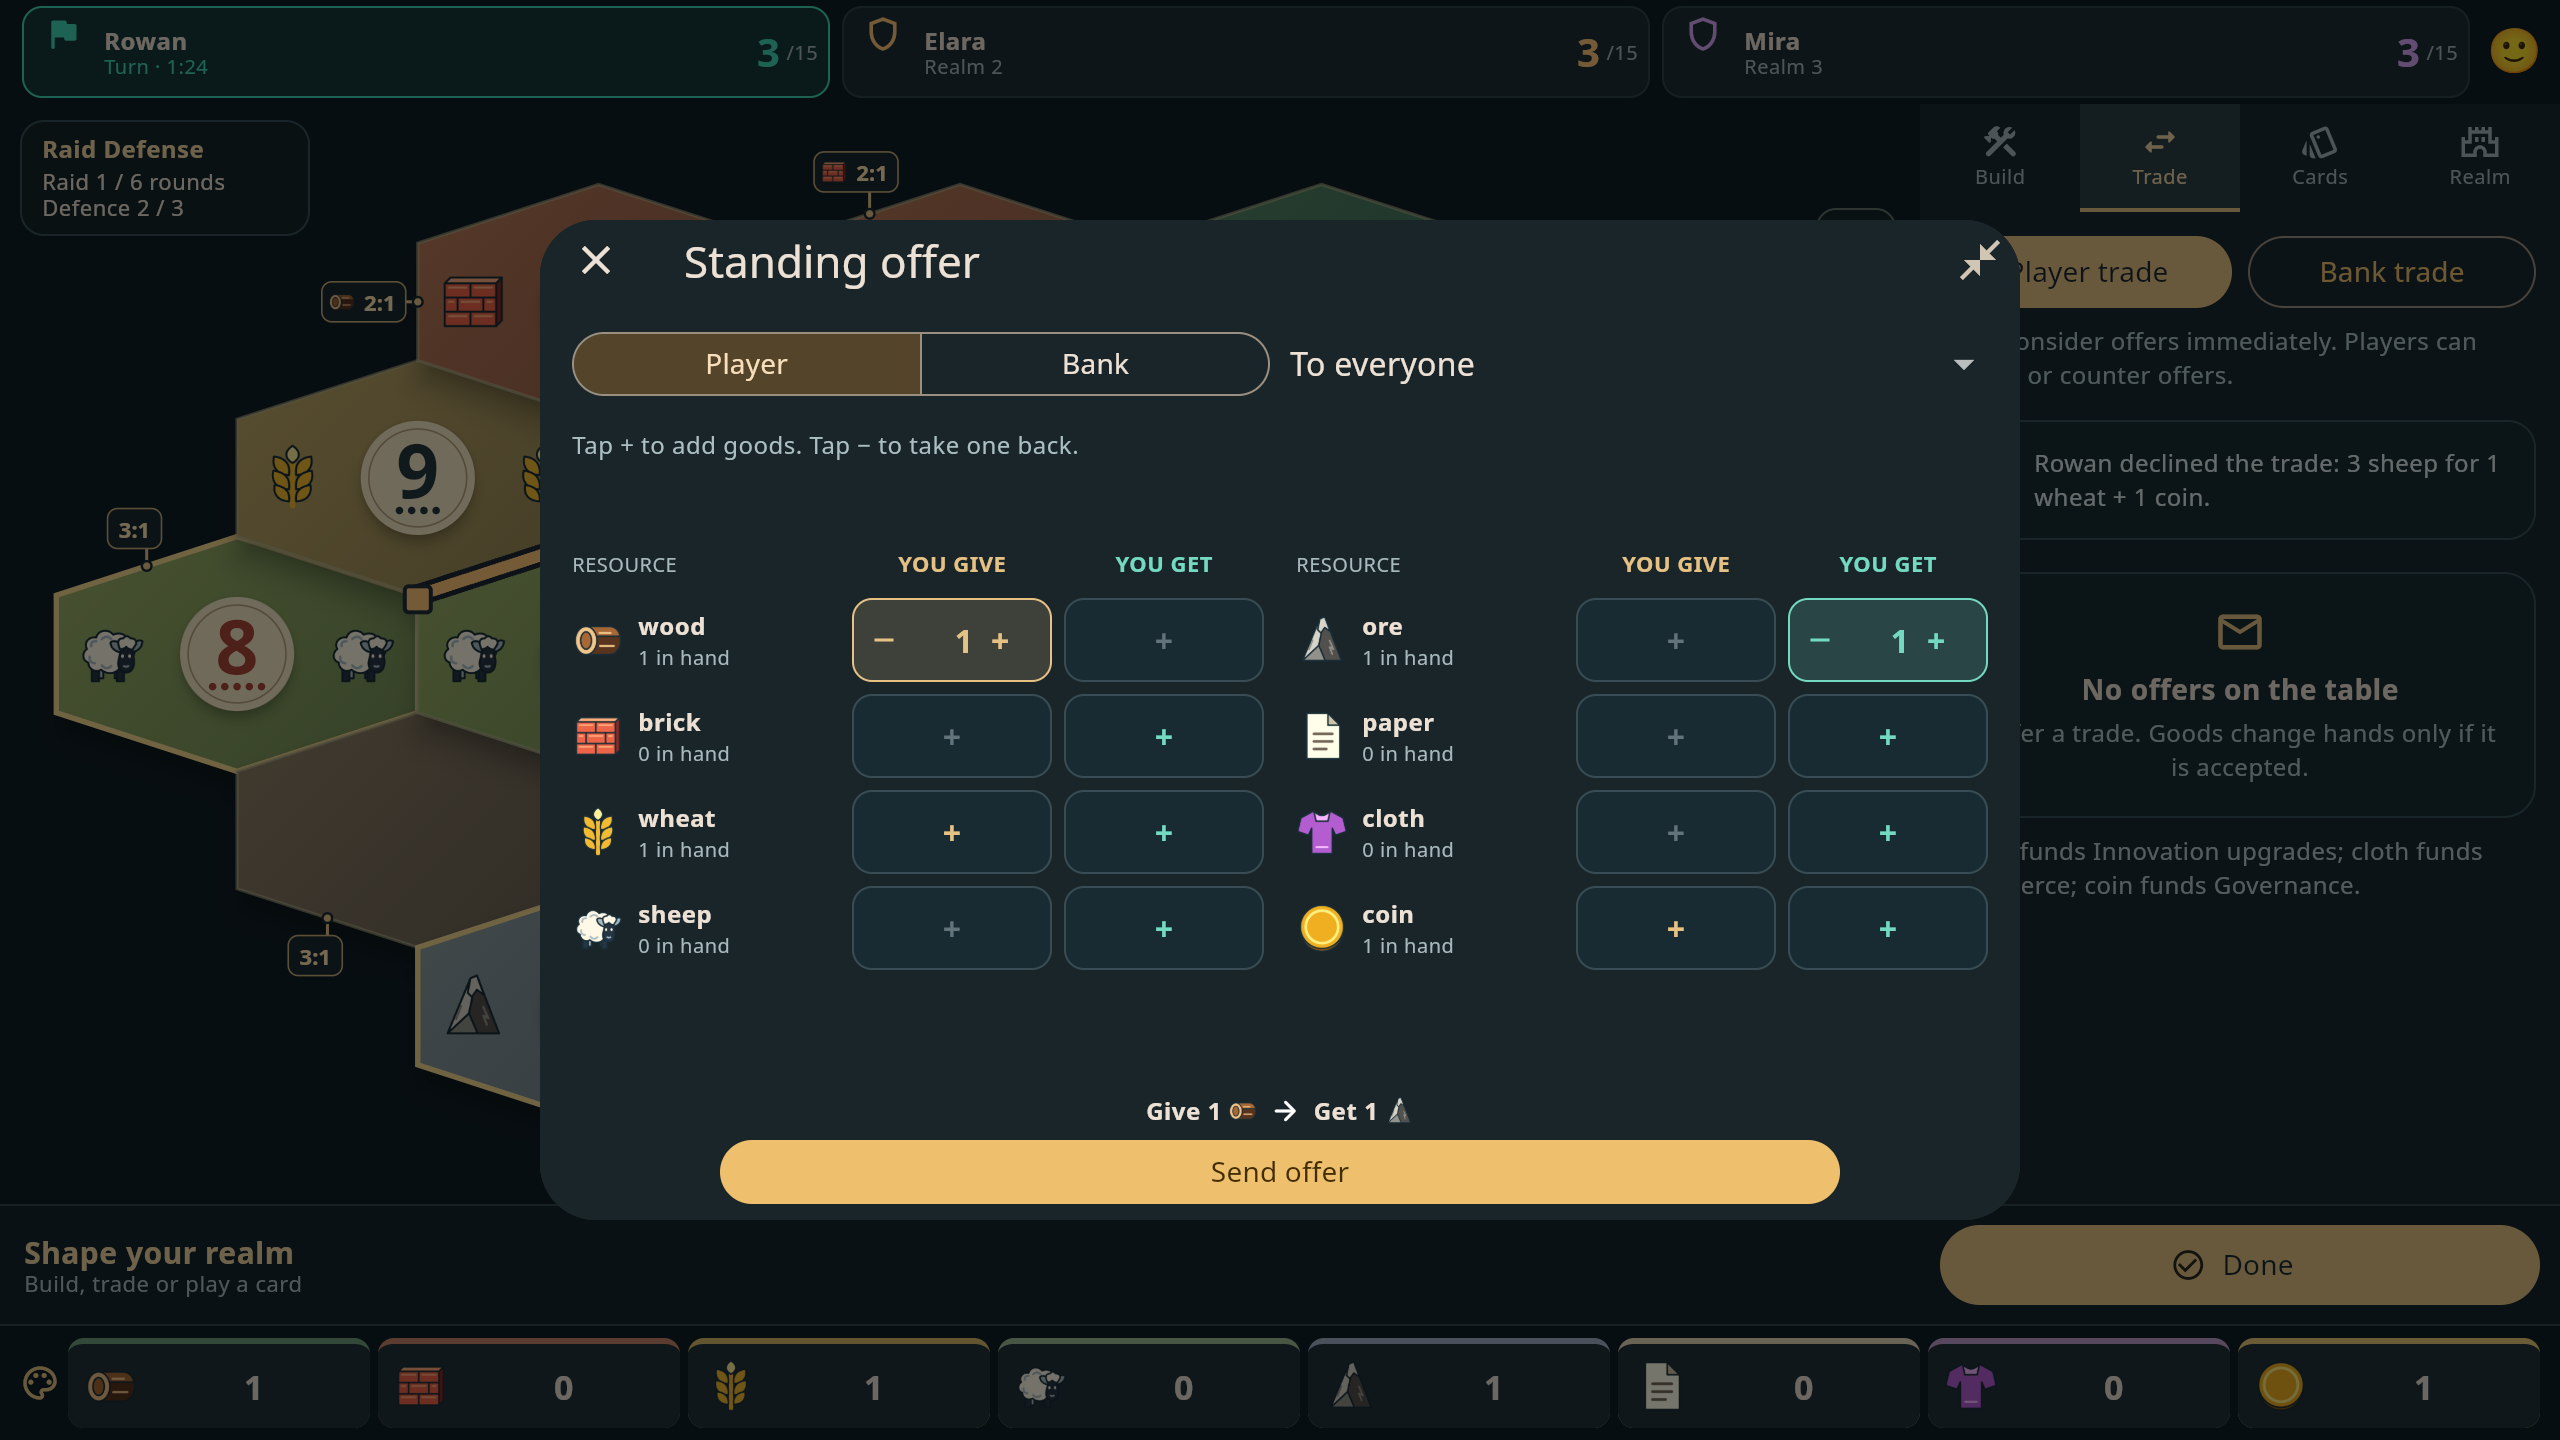 Rowan
Turn · 1:24
3 /15
Elara
Realm 2
3 /15
Mira
Realm 3
3 /15
Raid Defense
Raid 1 / 6 rounds
Defence 2 / 3
Build
Trade
Cards
Realm
2:1
2:1
3:1
3:1
9
8
Standing offer
Player
Bank
To everyone
Tap + to add goods. Tap − to take one back.
RESOURCE YOU GIVE YOU GET RESOURCE YOU GIVE YOU GET
wood
1 in hand
− 1 +
+
ore
1 in hand
+
− 1 +
brick
0 in hand
+
+
paper
0 in hand
+
+
wheat
1 in hand
+
+
cloth
0 in hand
+
+
sheep
0 in hand
+
+
coin
1 in hand
+
+
Give 1 → Get 1
Send offer
Player trade
Bank trade
onsider offers immediately. Players can
or counter offers.
Rowan declined the trade: 3 sheep for 1
wheat + 1 coin.
No offers on the table
er a trade. Goods change hands only if it
is accepted.
funds Innovation upgrades; cloth funds
erce; coin funds Governance.
Shape your realm
Build, trade or play a card
Done
1
0
1
0
1
0
0
1